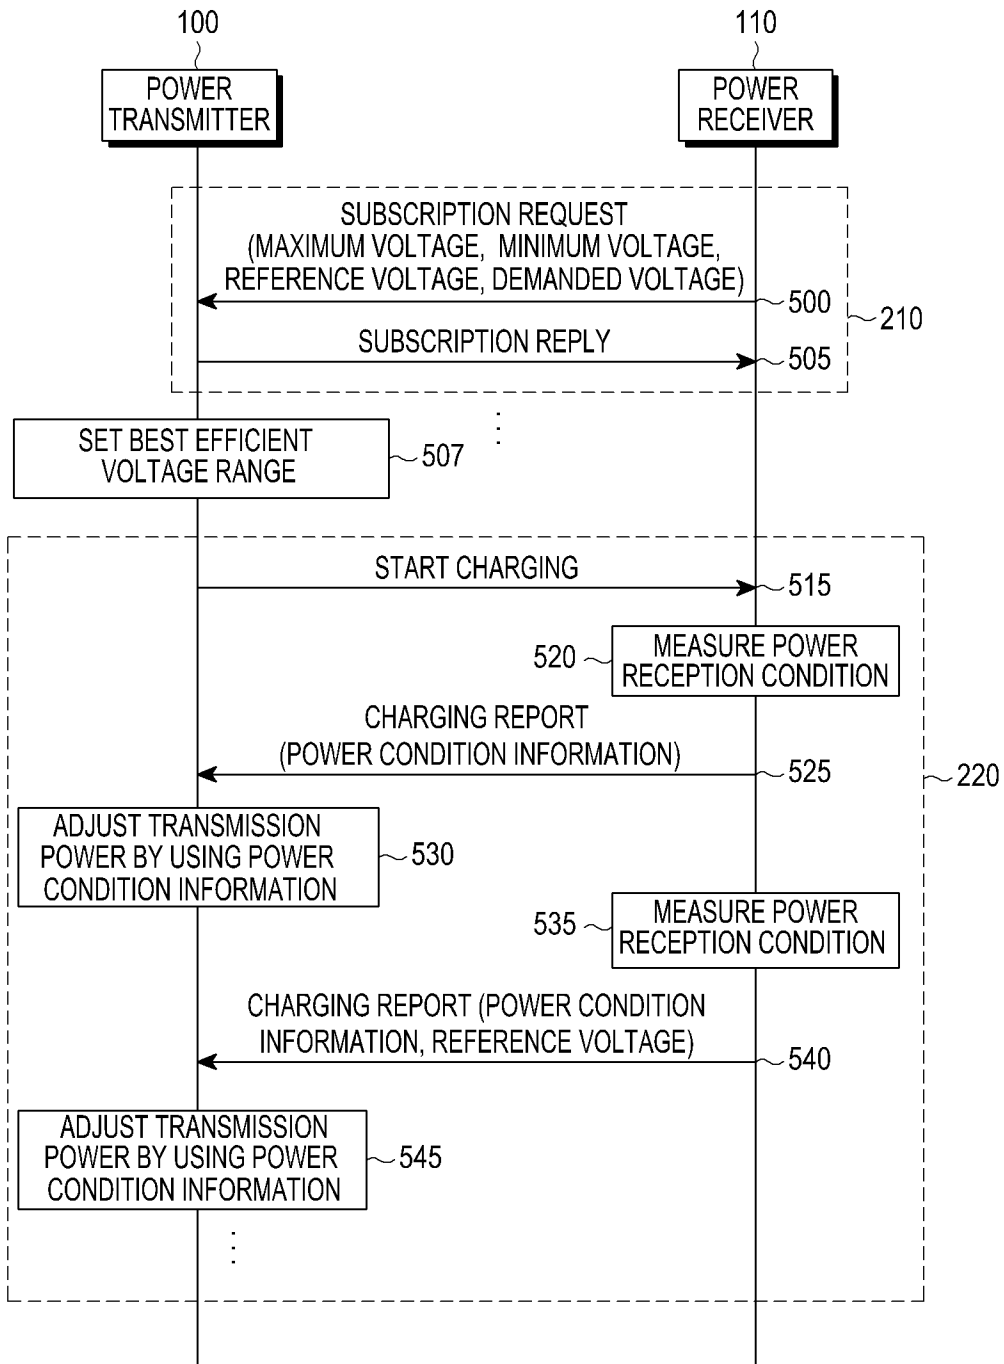 100
110
POWER
TRANSMITTER
POWER
RECEIVER
SUBSCRIPTION REQUEST
(MAXIMUM VOLTAGE, MINIMUM VOLTAGE,
REFERENCE VOLTAGE, DEMANDED VOLTAGE)
500
210
SUBSCRIPTION REPLY
505
SET BEST EFFICIENT
VOLTAGE RANGE
507
START CHARGING
515
520
MEASURE POWER
RECEPTION CONDITION
CHARGING REPORT
(POWER CONDITION INFORMATION)
525
220
ADJUST TRANSMISSION
POWER BY USING POWER
CONDITION INFORMATION
530
535
MEASURE POWER
RECEPTION CONDITION
CHARGING REPORT (POWER CONDITION
INFORMATION, REFERENCE VOLTAGE)
540
ADJUST TRANSMISSION
POWER BY USING POWER
CONDITION INFORMATION
545